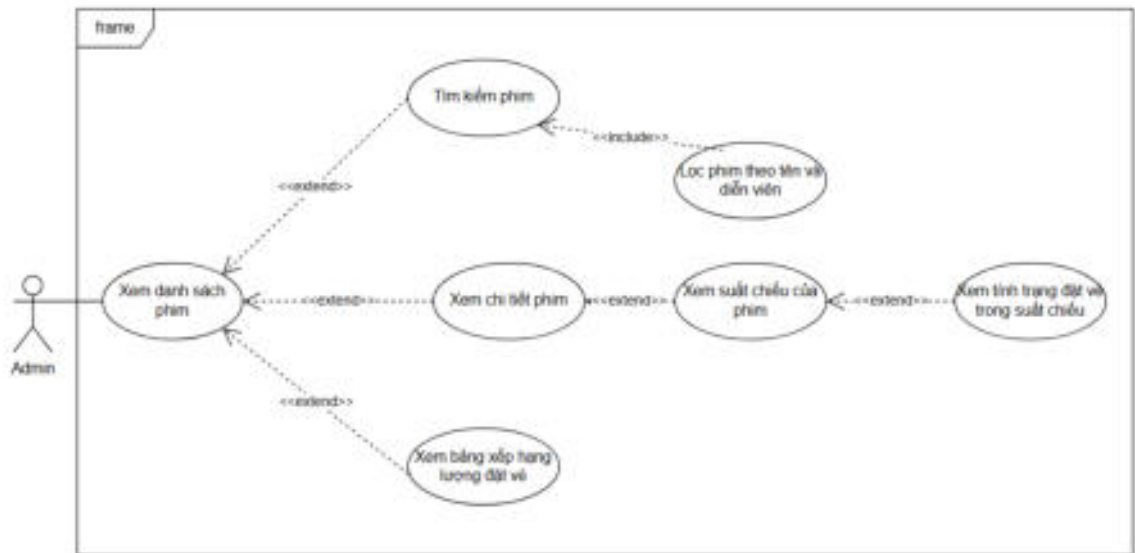 frame
Tìm kiếm phim
<<include>>
Lọc phim theo tên và
diễn viên
<<extend>>
Xem danh sách
phim
<<extend>>
Xem chi tiết phim
<<extend>>
Xem suất chiếu của
phim
<<extend>>
Xem tình trạng đặt vé
trong suất chiếu
Admin
<<extend>>
Xem bảng xếp hạng
lượng đặt vé